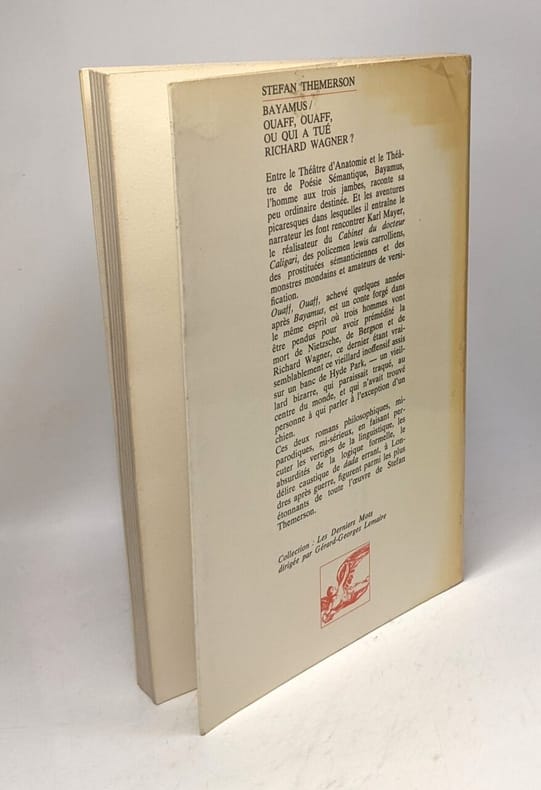 STEFAN THEMERSON
BAYAMUS /
OUAFF, OUAFF,
OU QUI A TUÉ
RICHARD WAGNER ?
Entre le Théâtre d'Anatomie et le Théâ-
tre de Poésie Sémantique, Bayamus,
l'homme aux trois jambes, raconte sa
peu ordinaire destinée. Et les aventures
picaresques dans lesquelles il entraîne le
narrateur les font rencontrer Karl Mayer,
le réalisateur du Cabinet du docteur
Caligari, des policemen lewis carrolliens,
des prostituées sémanticiennes et des
monstres mondains et amateurs de versi-
fication.
Ouaff, Ouaff, achevé quelques années
après Bayamus, est un conte forgé dans
le même esprit où trois hommes vont
être pendus pour avoir prémédité la
mort de Nietzsche, de Bergson et de
Richard Wagner, ce dernier étant vrai-
semblablement ce vieillard inoffensif assis
sur un banc de Hyde Park, — un vieil-
lard bizarre, qui paraissait traqué, au
centre du monde, et qui n'avait trouvé
personne à qui parler à l'exception d'un
chien.
Ces deux romans philosophiques, mi-
parodiques, mi-sérieux, en faisant per-
cuter les vertiges de la linguistique, les
absurdités de la logique formelle, le
délire caustique de dada errant, à Lon-
dres après guerre, figurent parmi les plus
étonnants de toute l'œuvre de Stefan
Themerson.
Collection : Les Derniers Mots
dirigée par Gérard-Georges Lemaire